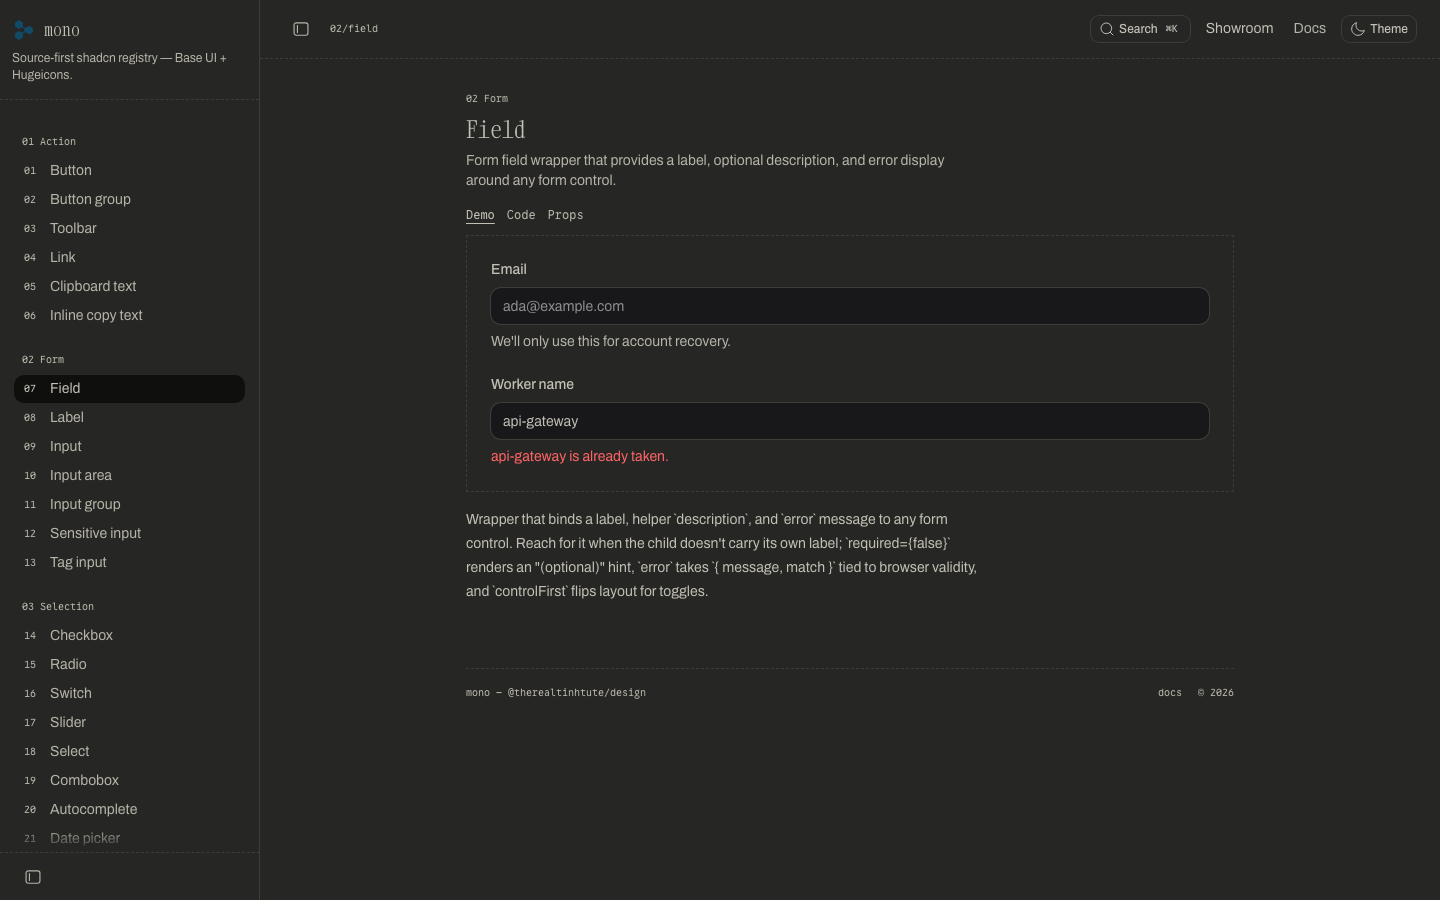 mono
Source-first shadcn registry — Base UI +
Hugeicons.
01 Action
01 Button
02 Button group
03 Toolbar
04 Link
05 Clipboard text
06 Inline copy text
02 Form
07 Field
08 Label
09 Input
10 Input area
11 Input group
12 Sensitive input
13 Tag input
03 Selection
14 Checkbox
15 Radio
16 Switch
17 Slider
18 Select
19 Combobox
20 Autocomplete
21 Date picker
02/field
Search ⌘K
Showroom
Docs
Theme
02 Form
Field
Form field wrapper that provides a label, optional description, and error display
around any form control.
Demo Code Props
Email
ada@example.com
We'll only use this for account recovery.
Worker name
api-gateway
api-gateway is already taken.
Wrapper that binds a label, helper `description`, and `error` message to any form
control. Reach for it when the child doesn't carry its own label; `required={false}`
renders an "(optional)" hint, `error` takes `{ message, match }` tied to browser validity,
and `controlFirst` flips layout for toggles.
mono — @therealtinhtute/design
docs © 2026